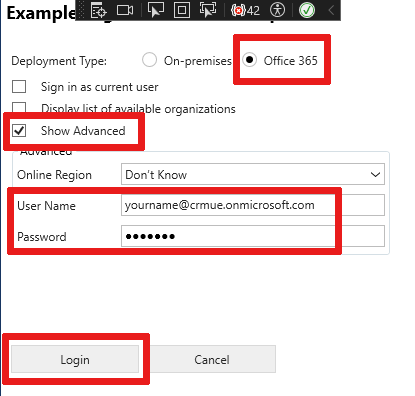 Example
42
Deployment Type: On-premises Office 365
Sign in as current user
Display list of available organizations
Show Advanced
Advanced
Online Region Don't Know
User Name yourname@crmue.onmicrosoft.com
Password •••••••
Login Cancel